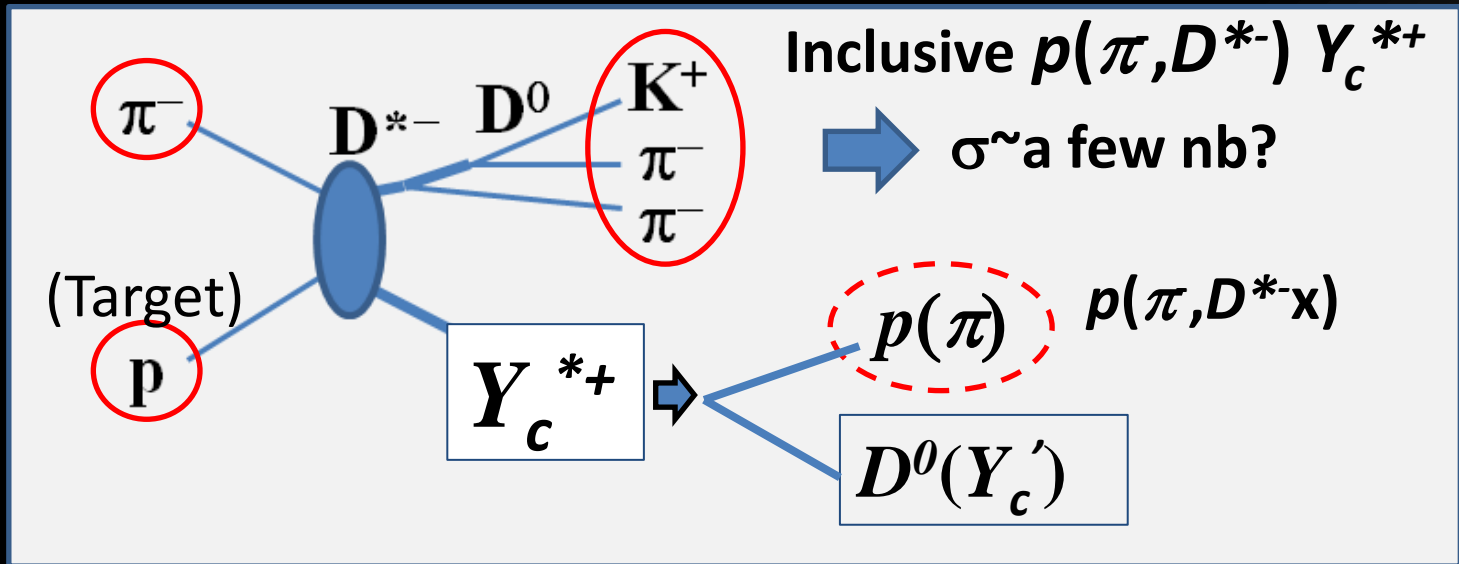 Inclusive p(π-,D*-) Yc*+
σ~a few nb?
π−
D*−
D0
K+
π−
π−
(Target)
p
Yc*+
p(π)
p(π-,D*-x)
D0(Yc′)